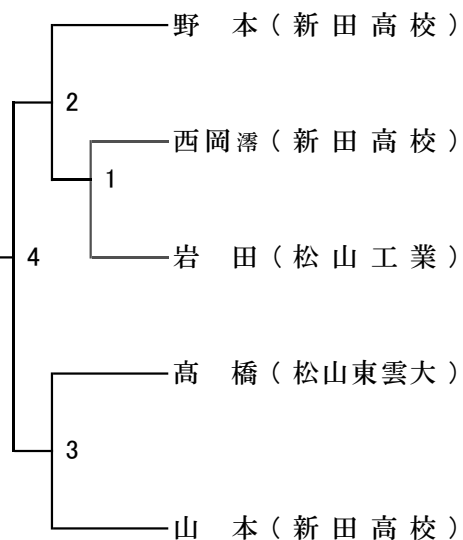 野 本 ( 新 田 高 校 )
2
西岡 澪 ( 新 田 高 校 )
1
岩 田 ( 松 山 工 業 )
4
髙 橋 ( 松山東雲大 )
3
山 本 ( 新 田 高 校 )